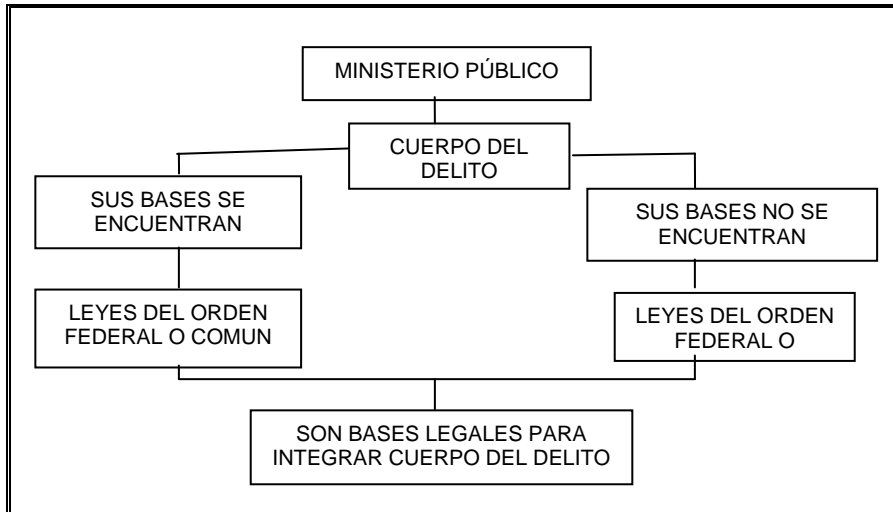 MINISTERIO PÚBLICO
CUERPO DEL
DELITO
SUS BASES SE
ENCUENTRAN
SUS BASES NO SE
ENCUENTRAN
LEYES DEL ORDEN
FEDERAL O COMUN
LEYES DEL ORDEN
FEDERAL O
SON BASES LEGALES PARA
INTEGRAR CUERPO DEL DELITO